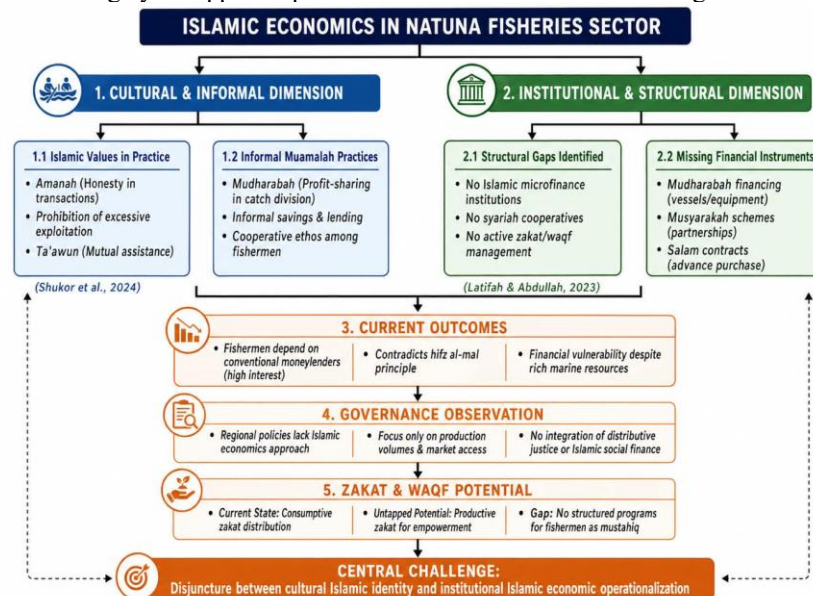 ISLAMIC ECONOMICS IN NATUNA FISHERIES SECTOR
1. CULTURAL & INFORMAL DIMENSION
1.1 Islamic Values in Practice
• Amanah (Honesty in
transactions)
• Prohibition of excessive
exploitation
• Ta'awun (Mutual assistance)
(Shukor et al., 2024)
1.2 Informal Muamalah Practices
• Mudharabah (Profit-sharing
in catch division)
• Informal savings & lending
• Cooperative ethos among
fishermen
2. INSTITUTIONAL & STRUCTURAL DIMENSION
2.1 Structural Gaps Identified
• No Islamic microfinance
institutions
• No syariah cooperatives
• No active zakat/waqf
management
(Latifah & Abdullah, 2023)
2.2 Missing Financial Instruments
• Mudharabah financing
(vessels/equipment)
• Musyarakah schemes
(partnerships)
• Salam contracts
(advance purchase)
3. CURRENT OUTCOMES
• Fishermen depend on
conventional moneylenders
(high interest)
• Contradicts hifz al-mal
principle
• Financial vulnerability despite
rich marine resources
4. GOVERNANCE OBSERVATION
• Regional policies lack Islamic
economics approach
• Focus only on production
volumes & market access
• No integration of distributive
justice or Islamic social finance
5. ZAKAT & WAQF POTENTIAL
• Current State: Consumptive
zakat distribution
• Untapped Potential: Productive
zakat for empowerment
• Gap: No structured programs
for fishermen as mustahiq
CENTRAL CHALLENGE:
Disjuncture between cultural Islamic identity and institutional Islamic economic operationalization